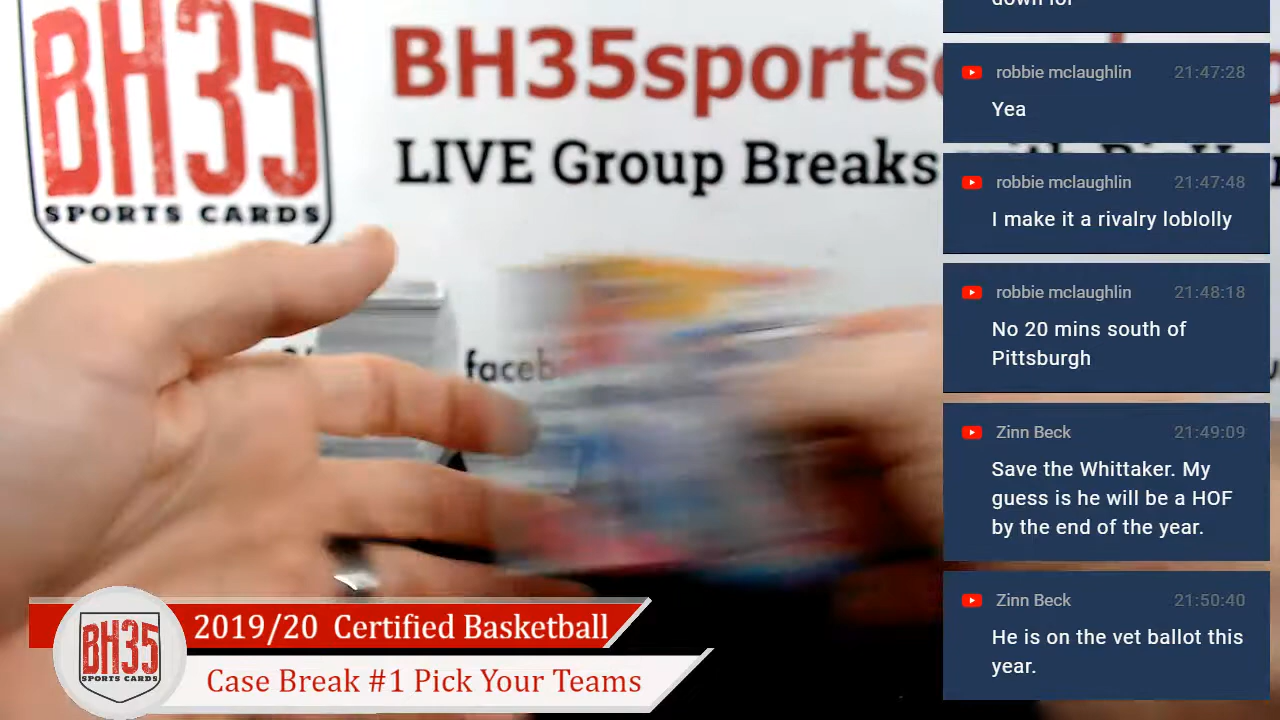 BH35
SPORTS CARDS
BH35sports
LIVE Group Breaks with
faceb
down for
robbie mclaughlin 21:47:28
Yea
robbie mclaughlin 21:47:48
I make it a rivalry loblolly
robbie mclaughlin 21:48:18
No 20 mins south of
Pittsburgh
Zinn Beck 21:49:09
Save the Whittaker. My
guess is he will be a HOF
by the end of the year.
Zinn Beck 21:50:40
He is on the vet ballot this
year.
BH35
SPORTS CARDS
2019/20 Certified Basketball
Case Break #1 Pick Your Teams